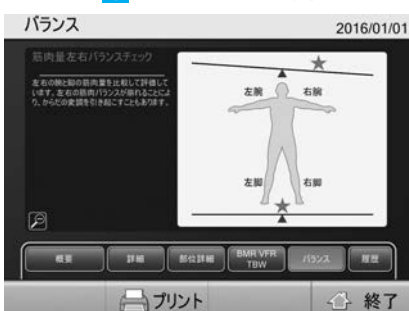 バランス
2016/01/01
筋肉量左右バランスチェック
左右の腕と脚の筋肉量を比較して評価して
います。左右の筋肉バランスが崩れることによ
り、からだの変調を引き起こすこともあります。
左腕
右腕
左脚
右脚
概要
詳細
部位詳細
BMR VFR
TBW
バランス
履歴
プリント
終了